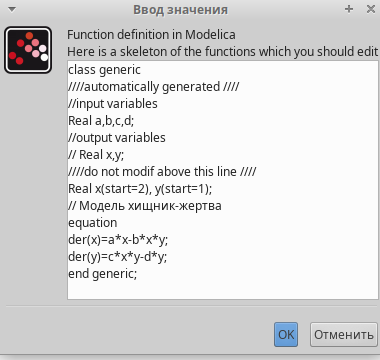 Ввод значения
Function definition in Modelica
Here is a skeleton of the functions which you should edit
class generic
////automatically generated ////
//input variables
Real a,b,c,d;
//output variables
// Real x,y;
////do not modif above this line ////
Real x(start=2), y(start=1);
// Модель хищник-жертва
equation
der(x)=a*x-b*x*y;
der(y)=c*x*y-d*y;
end generic;
OK
Отменить